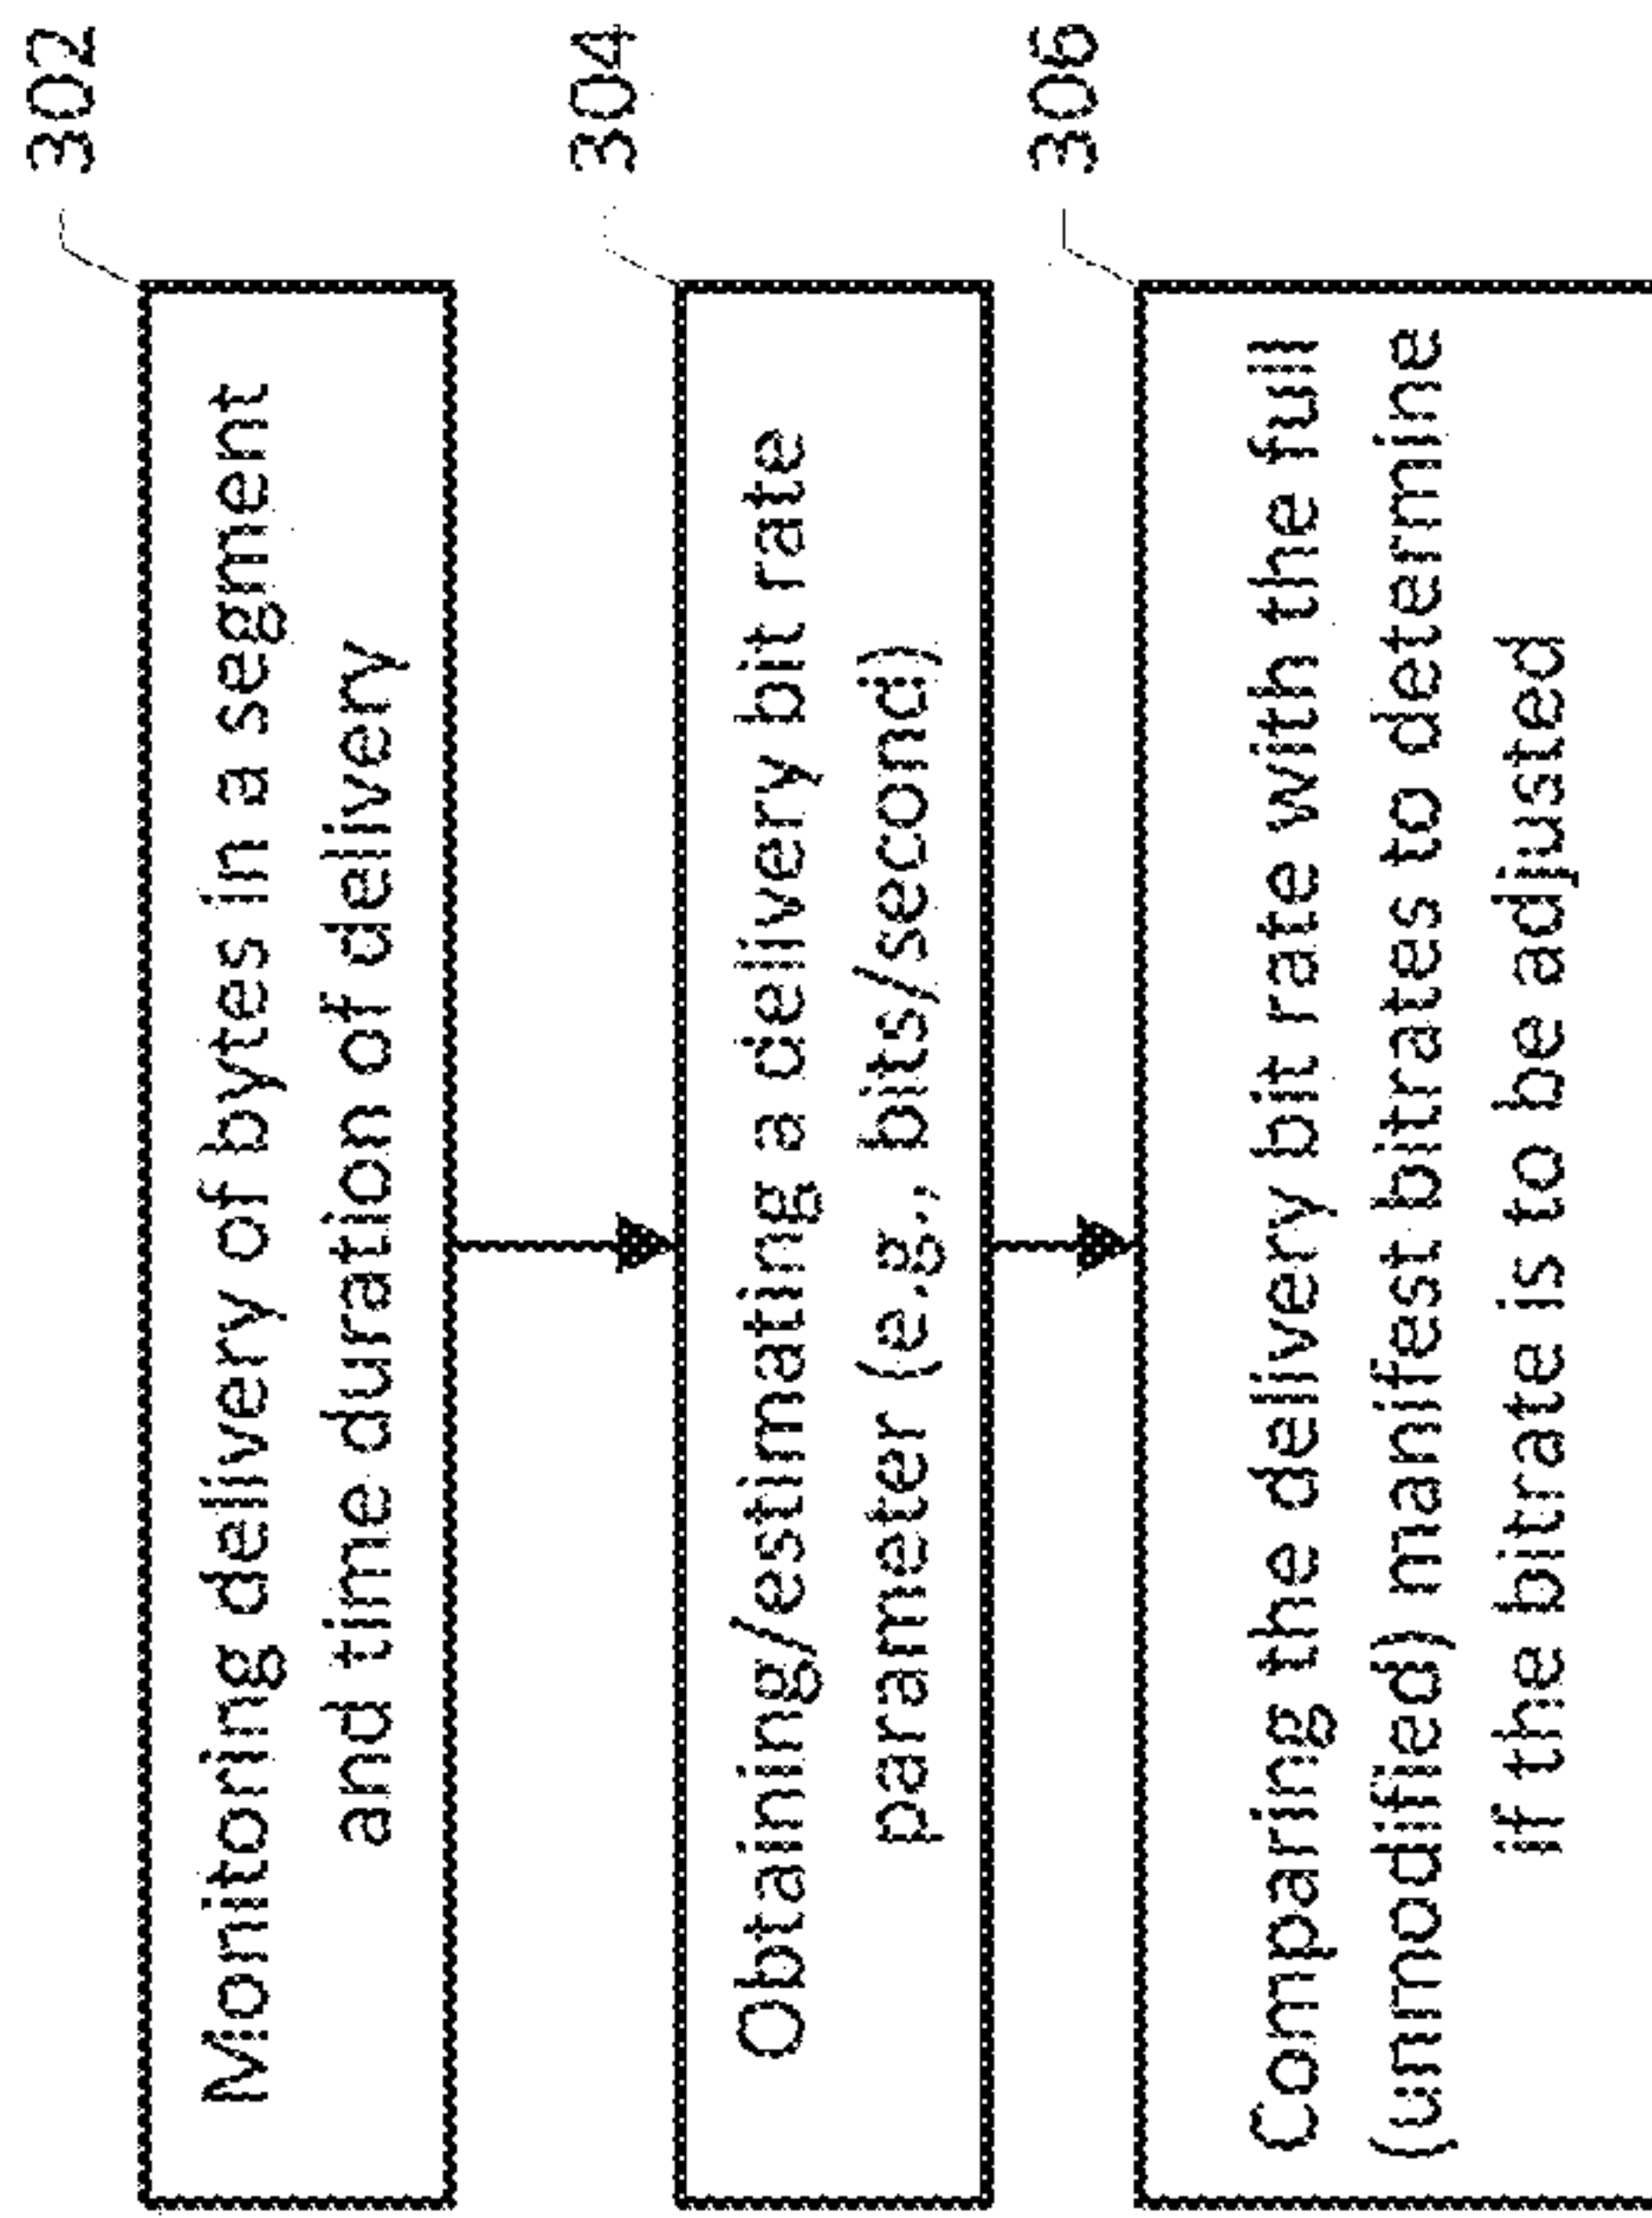 302
Monitoring delivery of bytes in a segment
and time duration of delivery
304
Obtaining/estimating a delivery bit rate
parameter (e.g., bits/second)
306
Comparing the delivery bit rate with the full
(unmodified) manifest bitrates to determine
if the bitrate is to be adjusted